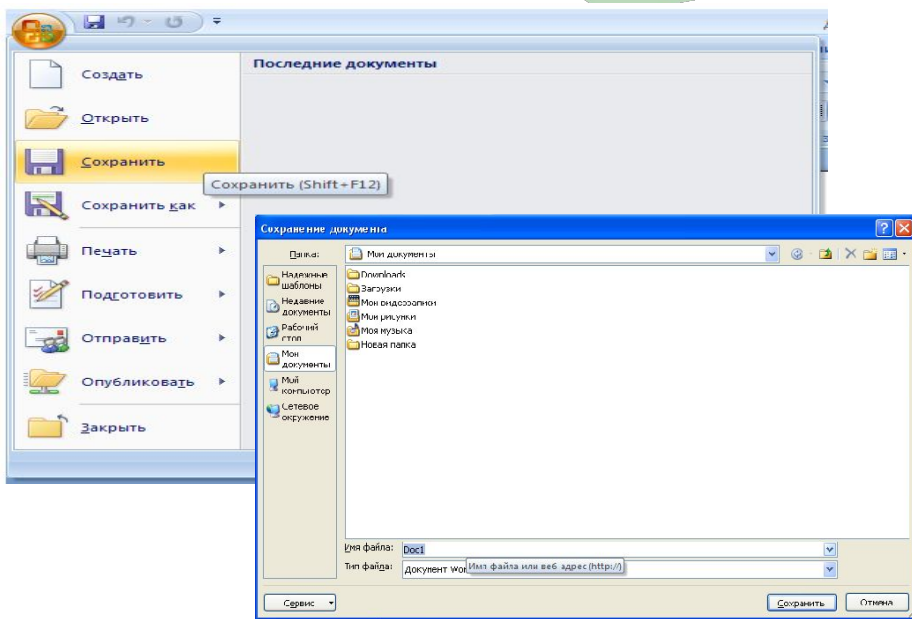 Создать
Последние документы
Открыть
Сохранить
Сохранить (Shift+F12)
Сохранить как
Печать
Подготовить
Отправить
Опубликовать
Закрыть
Сохранение документа
Папка:
Мои документы
Надежные
шаблоны
Недавние
документы
Рабочий
стол
Мои
документы
Мой
компьютер
Сетевое
окружение
Downloads
Загрузки
Мои видеозаписи
Мои рисунки
Моя музыка
Новая папка
Имя файла:
Doc1
Тип файла:
Документ Wor
Имя файла или веб адрес (http://)
Сервис
Сохранить
Отмена